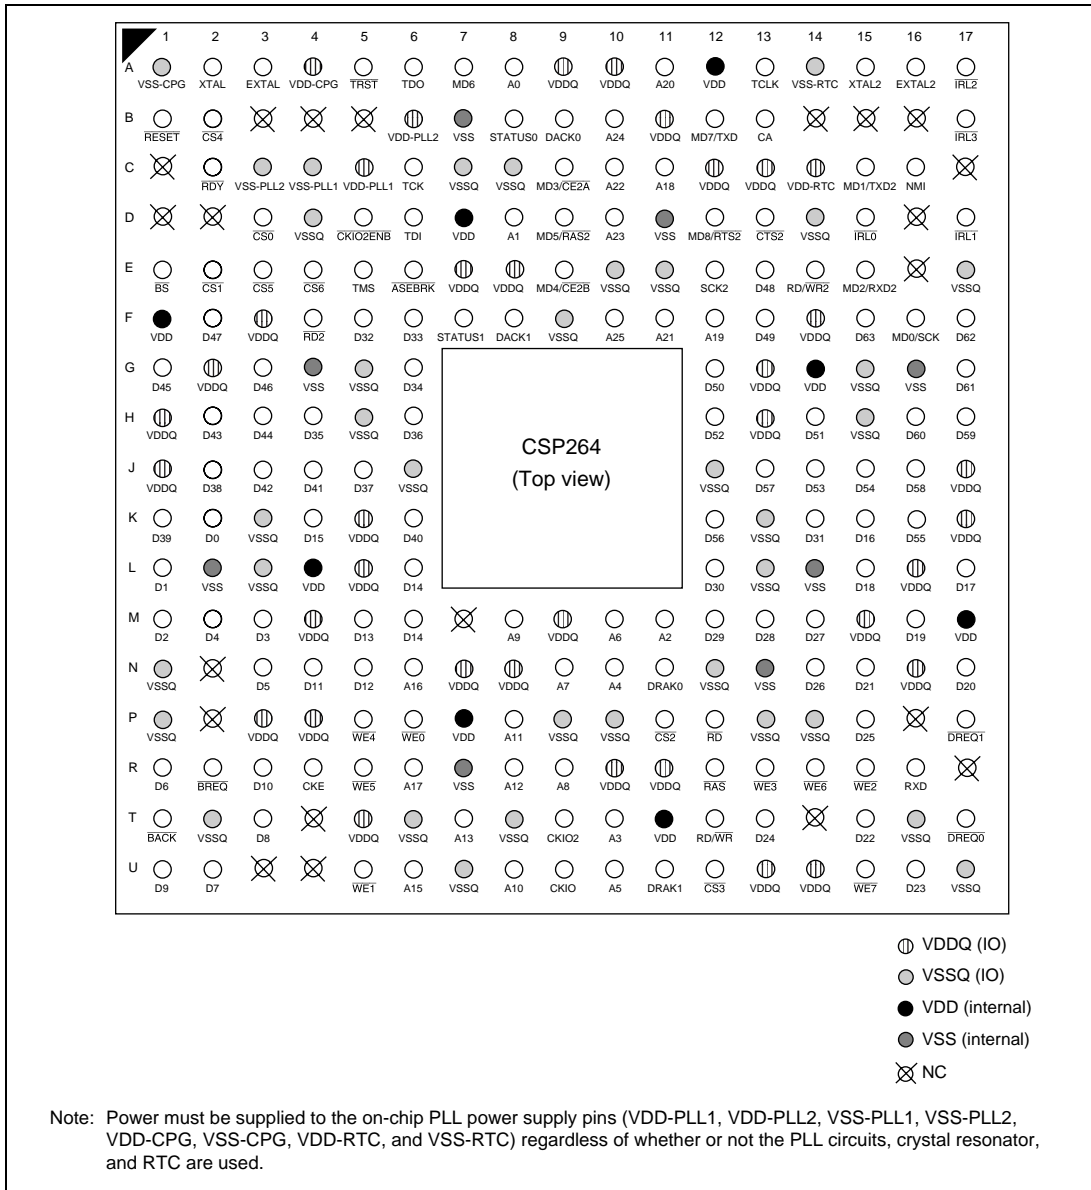 1 2 3 4 5 6 7 8 9 10 11 12 13 14 15 16 17
A
VSS-CPG XTAL EXTAL VDD-CPG TRST TDO MD6 A0 VDDQ VDDQ A20 VDD TCLK VSS-RTC XTAL2 EXTAL2 IRL2
B
RESET CS4 VDD-PLL2 VSS STATUS0 DACK0 A24 VDDQ MD7/TXD CA IRL3
C
RDY VSS-PLL2 VSS-PLL1 VDD-PLL1 TCK VSSQ VSSQ MD3/CE2A A22 A18 VDDQ VDDQ VDD-RTC MD1/TXD2 NMI
D
CS0 VSSQ CKIO2ENB TDI VDD A1 MD5/RAS2 A23 VSS MD8/RTS2 CTS2 VSSQ IRL0 IRL1
E
BS CS1 CS5 CS6 TMS ASEBRK VDDQ VDDQ MD4/CE2B VSSQ VSSQ SCK2 D48 RD/WR2 MD2/RXD2 VSSQ
F
VDD D47 VDDQ RD2 D32 D33 STATUS1 DACK1 VSSQ A25 A21 A19 D49 VDDQ D63 MD0/SCK D62
G
D45 VDDQ D46 VSS VSSQ D34 D50 VDDQ VDD VSSQ VSS D61
H
VDDQ D43 D44 D35 VSSQ D36 D52 VDDQ D51 VSSQ D60 D59
CSP264
(Top view)
J
VDDQ D38 D42 D41 D37 VSSQ VSSQ D57 D53 D54 D58 VDDQ
K
D39 D0 VSSQ D15 VDDQ D40 D56 VSSQ D31 D16 D55 VDDQ
L
D1 VSS VSSQ VDD VDDQ D14 D30 VSSQ VSS D18 VDDQ D17
M
D2 D4 D3 VDDQ D13 D14 A9 VDDQ A6 A2 D29 D28 D27 VDDQ D19 VDD
N
VSSQ D5 D11 D12 A16 VDDQ VDDQ A7 A4 DRAK0 VSSQ VSS D26 D21 VDDQ D20
P
VSSQ VDDQ VDDQ WE4 WE0 VDD A11 VSSQ VSSQ CS2 RD VSSQ VSSQ D25 DREQ1
R
D6 BREQ D10 CKE WE5 A17 VSS A12 A8 VDDQ VDDQ RAS WE3 WE6 WE2 RXD
T
BACK VSSQ D8 VDDQ VSSQ A13 VSSQ CKIO2 A3 VDD RD/WR D24 D22 VSSQ DREQ0
U
D9 D7 WE1 A15 VSSQ A10 CKIO A5 DRAK1 CS3 VDDQ VDDQ WE7 D23 VSSQ
VDDQ (IO)
VSSQ (IO)
VDD (internal)
VSS (internal)
NC
Note: Power must be supplied to the on-chip PLL power supply pins (VDD-PLL1, VDD-PLL2, VSS-PLL1, VSS-PLL2,
VDD-CPG, VSS-CPG, VDD-RTC, and VSS-RTC) regardless of whether or not the PLL circuits, crystal resonator,
and RTC are used.